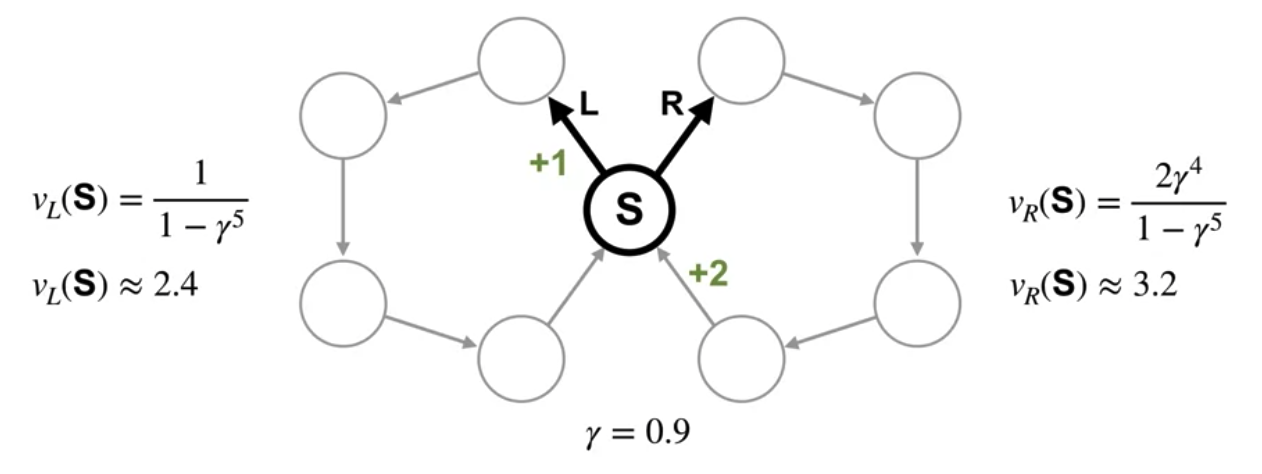 L
R
+1
S
+2
v_L(S) = 1 / (1 − γ^5)
v_L(S) ≈ 2.4
v_R(S) = 2γ^4 / (1 − γ^5)
v_R(S) ≈ 3.2
γ = 0.9